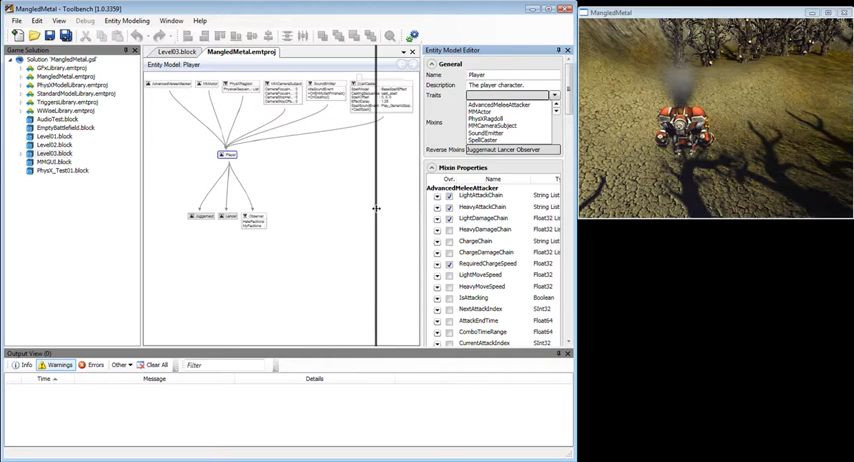 MangledMetal - Toolbench [1.0.3359]
File Edit View Debug Entity Modeling Window Help
Game Solution
Solution 'MangledMetal.gsf'
GFxLibrary.emtproj
MangledMetal.emtproj
PhysXModelLibrary.emtproj
StandardModelLibrary.emtproj
TriggersLibrary.emtproj
WWiseLibrary.emtproj
AudioTest.block
EmptyBattlefield.block
Level01.block
Level02.block
Level03.block
MMGUI.block
PhysX_Test01.block
Level03.block MangledMetal.emtproj
Entity Model: Player
Player
Juggernaut Lancer Observer
Entity Model Editor
General
Name Player
Description The player character.
Traits
Mixins
AdvancedMeleeAttacker
MMActor
PhysXRagdoll
MMCameraSubject
SoundEmitter
SpellCaster
Reverse Mixins Juggernaut Lancer Observer
Mixin Properties
Ovr. Name Ty
AdvancedMeleeAttacker
LightAttackChain String List
HeavyAttackChain String List
LightDamageChain Float32 List
HeavyDamageChain Float32 List
ChargeChain String List
ChargeDamageChain Float32 List
RequiredChargeSpeed Float32
LightMoveSpeed Float32
HeavyMoveSpeed Float32
IsAttacking Boolean
NextAttackIndex SInt32
AttackEndTime Float64
ComboTimeRange Float32
CurrentAttackIndex SInt32
Output View (0)
Info Warnings Errors Other Clear All Filter
Time Message Details
MangledMetal